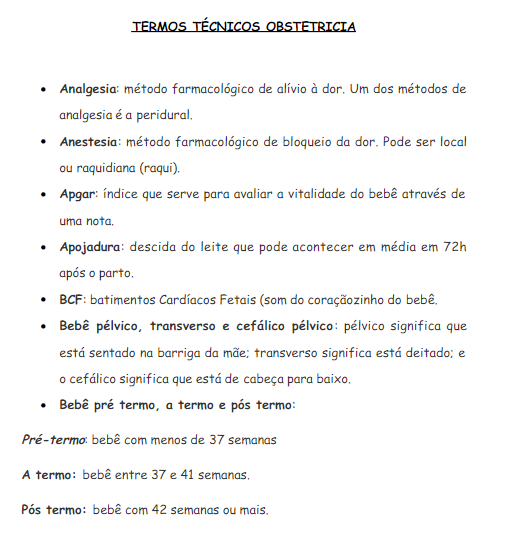 TERMOS TÉCNICOS OBSTETRICIA
• Analgesia: método farmacológico de alívio à dor. Um dos métodos de
analgesia é a peridural.
• Anestesia: método farmacológico de bloqueio da dor. Pode ser local
ou raquidiana (raqui).
• Apgar: índice que serve para avaliar a vitalidade do bebê através de
uma nota.
• Apojadura: descida do leite que pode acontecer em média em 72h
após o parto.
• BCF: batimentos Cardíacos Fetais (som do coraçãozinho do bebê.
• Bebê pélvico, transverso e cefálico pélvico: pélvico significa que
está sentado na barriga da mãe; transverso significa está deitado; e
o cefálico significa que está de cabeça para baixo.
• Bebê pré termo, a termo e pós termo:
Pré-termo: bebê com menos de 37 semanas
A termo: bebê entre 37 e 41 semanas.
Pós termo: bebê com 42 semanas ou mais.